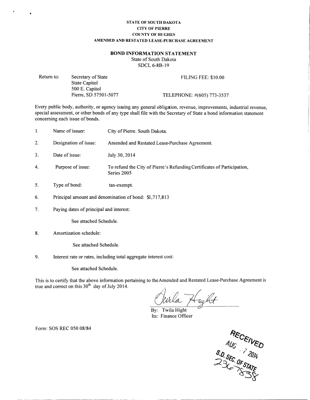 STATE OF SOUTH DAKOTA
CITY OF PIERRE
COUNTY OF HUGHES
AMENDED AND RESTATED LEASE-PURCHASE AGREEMENT
BOND INFORMATION STATEMENT
State of South Dakota
SDCL 6-8B-19
Return to: Secretary of State FILING FEE: $10.00
State Capitol
500 E. Capitol
Pierre, SD 57501-5077 TELEPHONE: #(605) 773-3537
Every public body, authority, or agency issuing any general obligation, revenue, improvements, industrial revenue,
special assessment, or other bonds of any type shall file with the Secretary of State a bond information statement
concerning each issue of bonds.
1. Name of issuer: City of Pierre. South Dakota.
2. Designation of issue: Amended and Restated Lease-Purchase Agreement.
3. Date of issue: July 30, 2014
4. Purpose of issue: To refund the City of Pierre's Refunding Certificates of Participation,
Series 2005
5. Type of bond: tax-exempt.
6. Principal amount and denomination of bond: $1,717,813
7. Paying dates of principal and interest:
See attached Schedule.
8. Amortization schedule:
See attached Schedule.
9. Interest rate or rates, including total aggregate interest cost:
See attached Schedule.
This is to certify that the above information pertaining to the Amended and Restated Lease-Purchase Agreement is
true and correct on this 30th day of July 2014.
Twila Hight
By: Twila Hight
Its: Finance Officer
Form: SOS REC 050 08/84
RECEIVED
AUG 7 2014
S.D. SEC. OF STATE
2367838